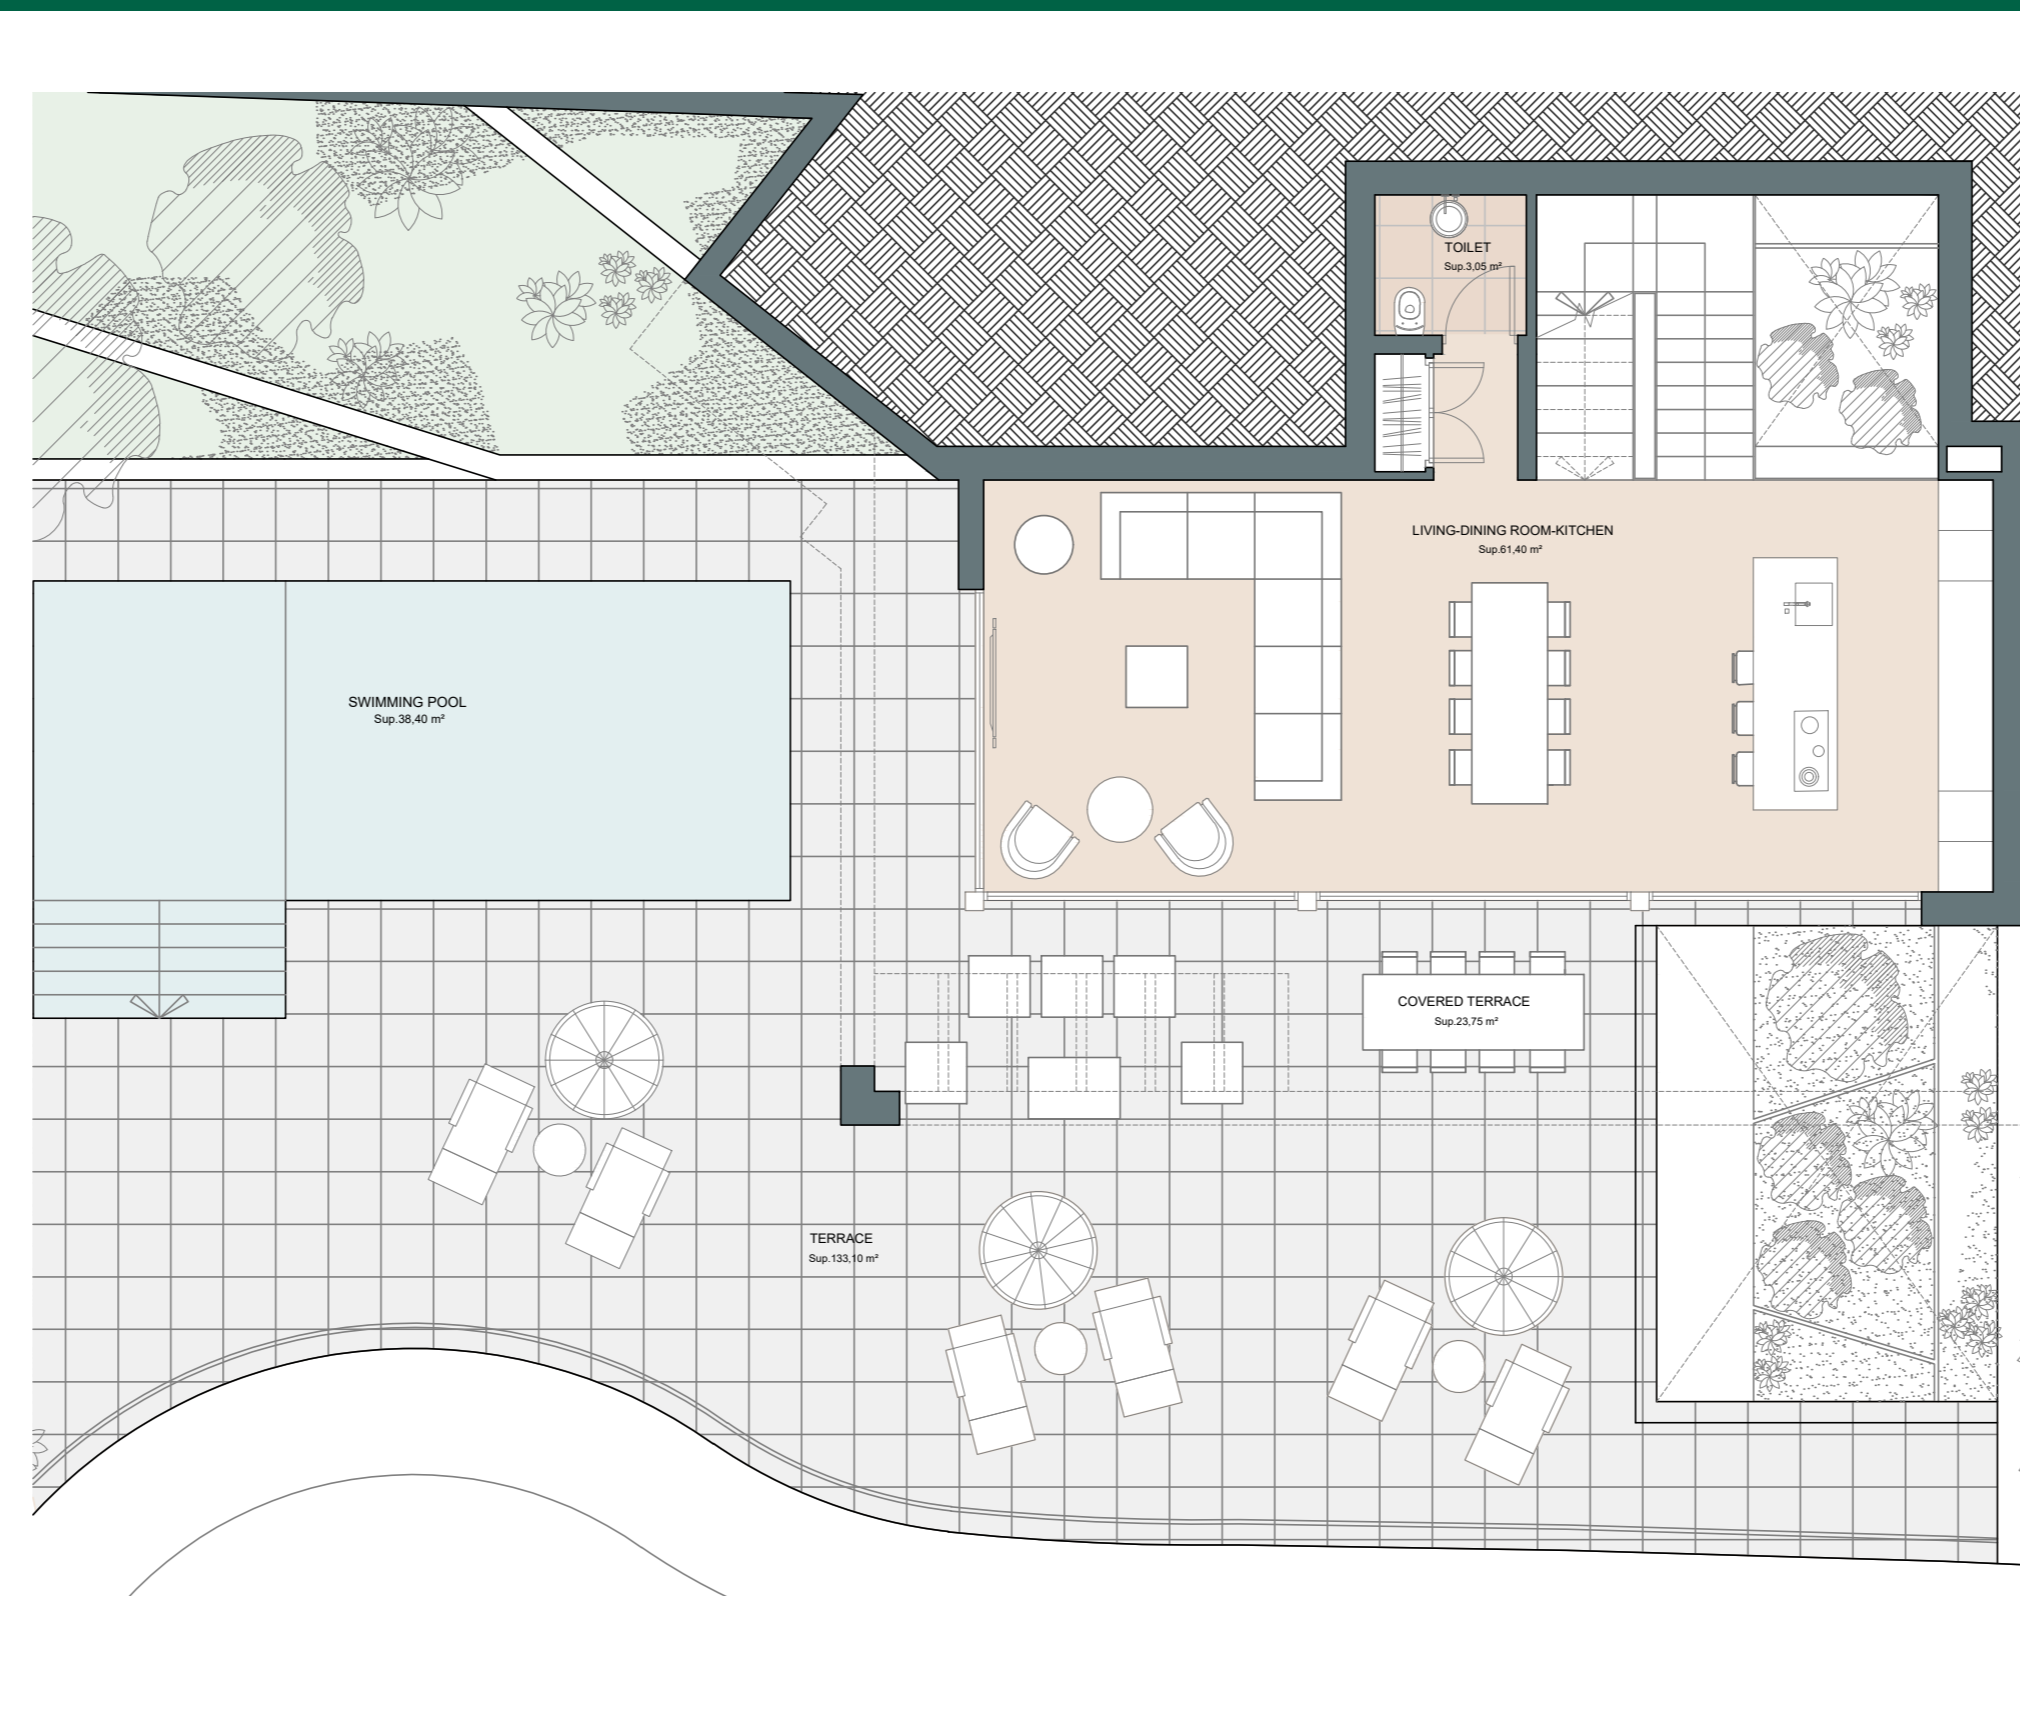 TOILET
Sup.3,05 m²
LIVING-DINING ROOM-KITCHEN
Sup.61,40 m²
SWIMMING POOL
Sup.38,40 m²
COVERED TERRACE
Sup.23,75 m²
TERRACE
Sup.133,10 m²